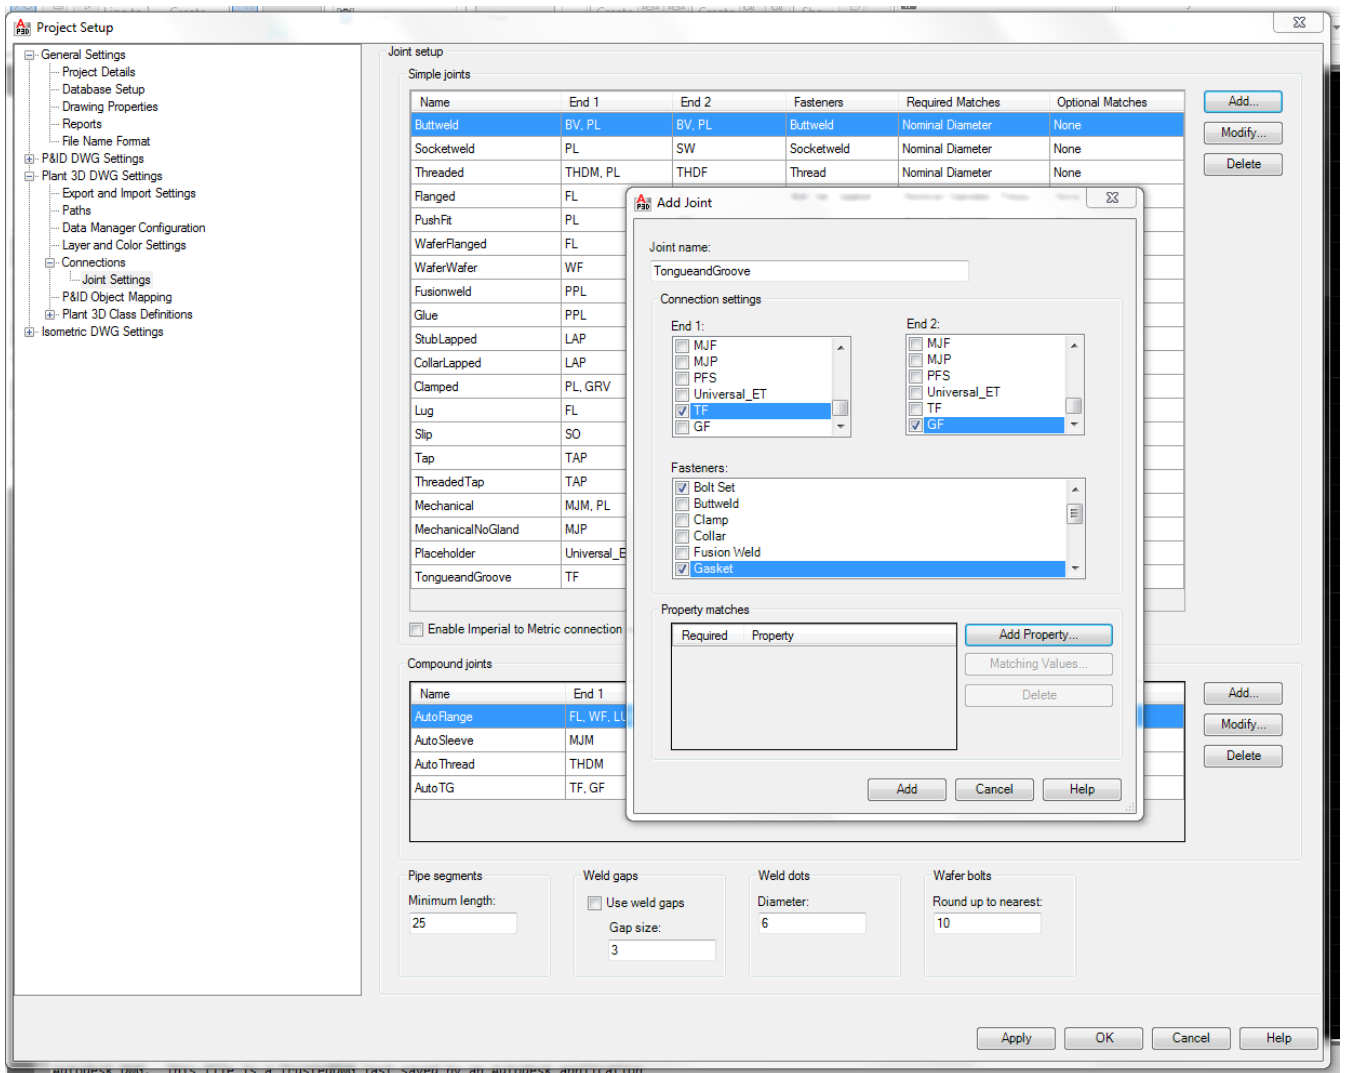 Project Setup
General Settings
Project Details
Database Setup
Drawing Properties
Reports
File Name Format
P&ID DWG Settings
Plant 3D DWG Settings
Export and Import Settings
Paths
Data Manager Configuration
Layer and Color Settings
Connections
Joint Settings
P&ID Object Mapping
Plant 3D Class Definitions
Isometric DWG Settings
Joint setup
Simple joints
Name End 1 End 2 Fasteners Required Matches Optional Matches
Buttweld BV, PL BV, PL Buttweld Nominal Diameter None
Socketweld PL SW Socketweld Nominal Diameter None
Threaded THDM, PL THDF Thread Nominal Diameter None
Flanged FL
PushFit PL
WaferFlanged FL
WaferWafer WF
Fusionweld PPL
Glue PPL
StubLapped LAP
CollarLapped LAP
Clamped PL, GRV
Lug FL
Slip SO
Tap TAP
ThreadedTap TAP
Mechanical MJM, PL
MechanicalNoGland MJP
Placeholder Universal_E
TongueandGroove TF
Add...
Modify...
Delete
Enable Imperial to Metric connection
Compound joints
Name End 1
AutoFlange FL, WF, LU
AutoSleeve MJM
AutoThread THDM
AutoTG TF, GF
Add...
Modify...
Delete
Add Joint
Joint name:
TongueandGroove
Connection settings
End 1:
MJF
MJP
PFS
Universal_ET
TF
GF
End 2:
MJF
MJP
PFS
Universal_ET
TF
GF
Fasteners:
Bolt Set
Buttweld
Clamp
Collar
Fusion Weld
Gasket
Property matches
Required Property
Add Property...
Matching Values...
Delete
Add Cancel Help
Pipe segments
Minimum length:
25
Weld gaps
Use weld gaps
Gap size:
3
Weld dots
Diameter:
6
Wafer bolts
Round up to nearest:
10
Apply OK Cancel Help